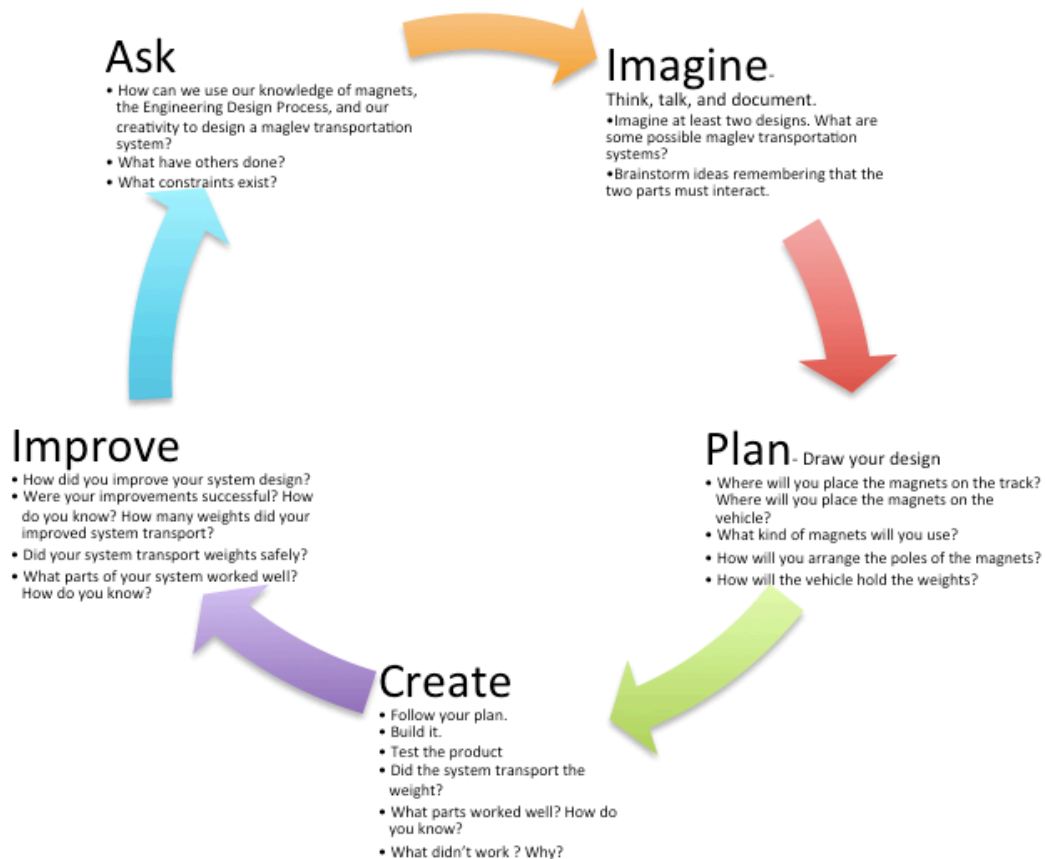 Ask
• How can we use our knowledge of magnets,
the Engineering Design Process, and our
creativity to design a maglev transportation
system?
• What have others done?
• What constraints exist?
Imagine-
Think, talk, and document.
•Imagine at least two designs. What are
some possible maglev transportation
systems?
•Brainstorm ideas remembering that the
two parts must interact.
Plan- Draw your design
• Where will you place the magnets on the track?
Where will you place the magnets on the
vehicle?
• What kind of magnets will you use?
• How will you arrange the poles of the magnets?
• How will the vehicle hold the weights?
Create
• Follow your plan.
• Build it.
• Test the product
• Did the system transport the
weight?
• What parts worked well? How do
you know?
• What didn't work ? Why?
Improve
• How did you improve your system design?
• Were your improvements successful? How
do you know? How many weights did your
improved system transport?
• Did your system transport weights safely?
• What parts of your system worked well?
How do you know?